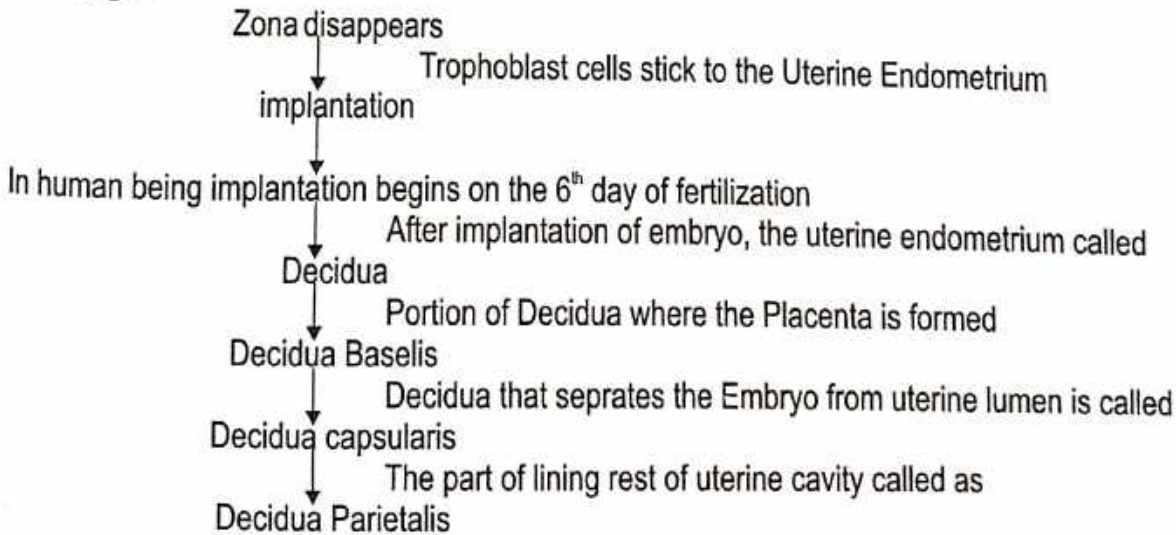 Zona disappears
Trophoblast cells stick to the Uterine Endometrium
implantation
In human being implantation begins on the 6th day of fertilization
After implantation of embryo, the uterine endometrium called
Decidua
Portion of Decidua where the Placenta is formed
Decidua Baselis
Decidua that seprates the Embryo from uterine lumen is called
Decidua capsularis
The part of lining rest of uterine cavity called as
Decidua Parietalis